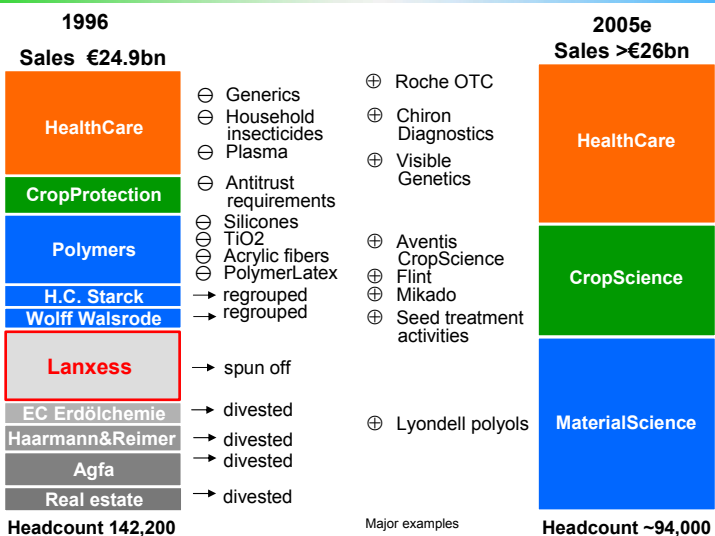 1996
Sales €24.9bn
HealthCare
CropProtection
Polymers
H.C. Starck
Wolff Walsrode
Lanxess
EC Erdölchemie
Haarmann&Reimer
Agfa
Real estate
Headcount 142,200
⊖ Generics
⊖ Household
insecticides
⊖ Plasma
⊖ Antitrust
requirements
⊖ Silicones
⊖ TiO2
⊖ Acrylic fibers
⊖ PolymerLatex
→ regrouped
→ regrouped
→ spun off
→ divested
→ divested
→ divested
→ divested
⊕ Roche OTC
⊕ Chiron
Diagnostics
⊕ Visible
Genetics
⊕ Aventis
CropScience
⊕ Flint
⊕ Mikado
⊕ Seed treatment
activities
⊕ Lyondell polyols
Major examples
2005e
Sales >€26bn
HealthCare
CropScience
MaterialScience
Headcount ~94,000